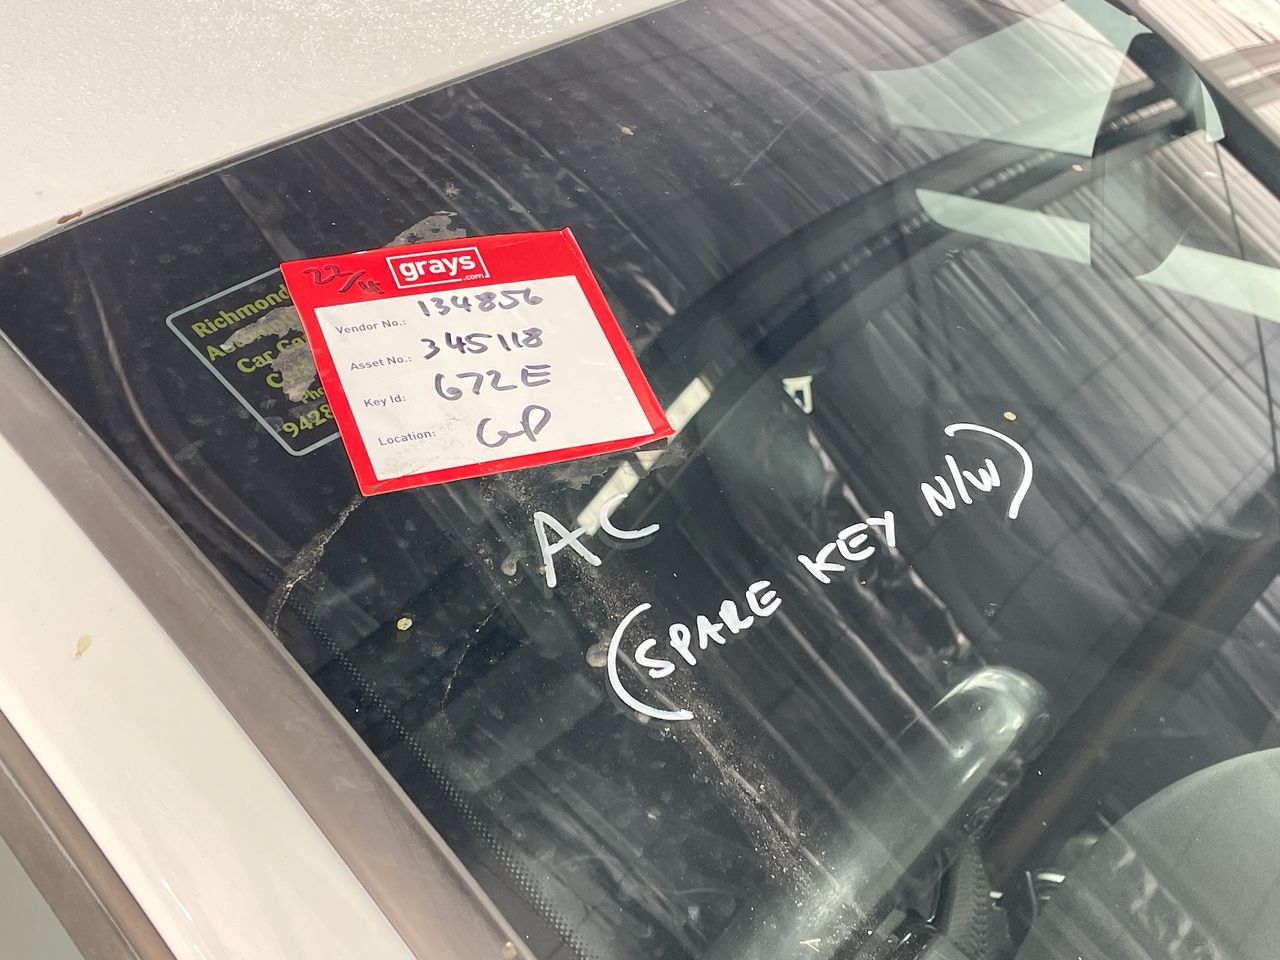 22/4
grays
.com
Vendor No.: 134856
Asset No.: 345118
Key Id: 672E
Location: GP
Richmond
Car
9428
AC
(SPARE KEY N/W)